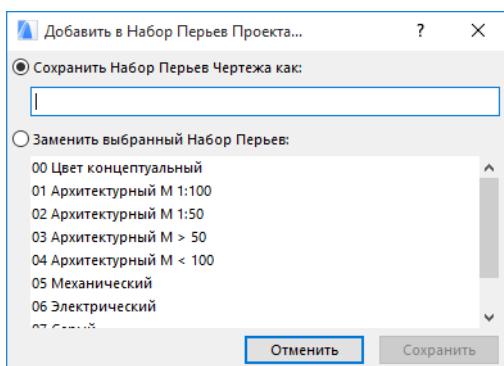 Добавить в Набор Перьев Проекта...
Сохранить Набор Перьев Чертежа как:
Заменить выбранный Набор Перьев:
00 Цвет концептуальный
01 Архитектурный М 1:100
02 Архитектурный М 1:50
03 Архитектурный М > 50
04 Архитектурный М < 100
05 Механический
06 Электрический
Отменить
Сохранить